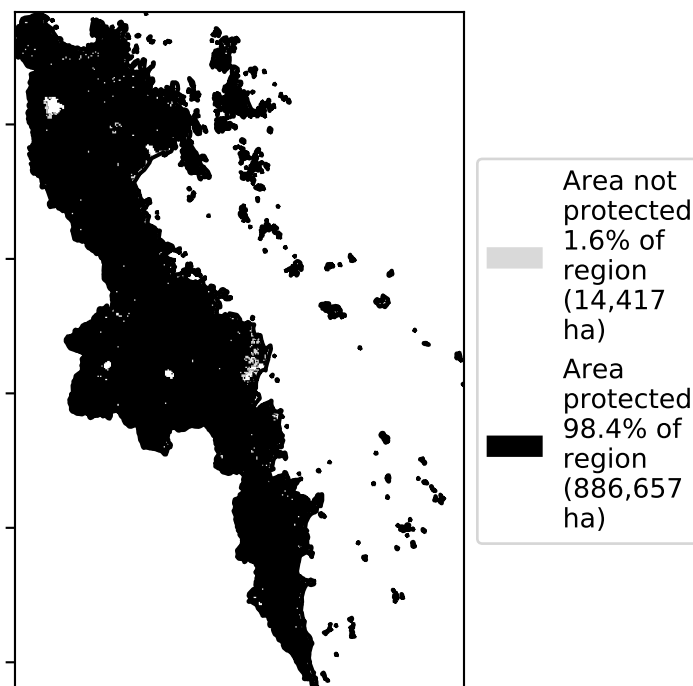 Area not
protected
1.6% of
region
(14,417
ha)
Area
protected
98.4% of
region
(886,657
ha)